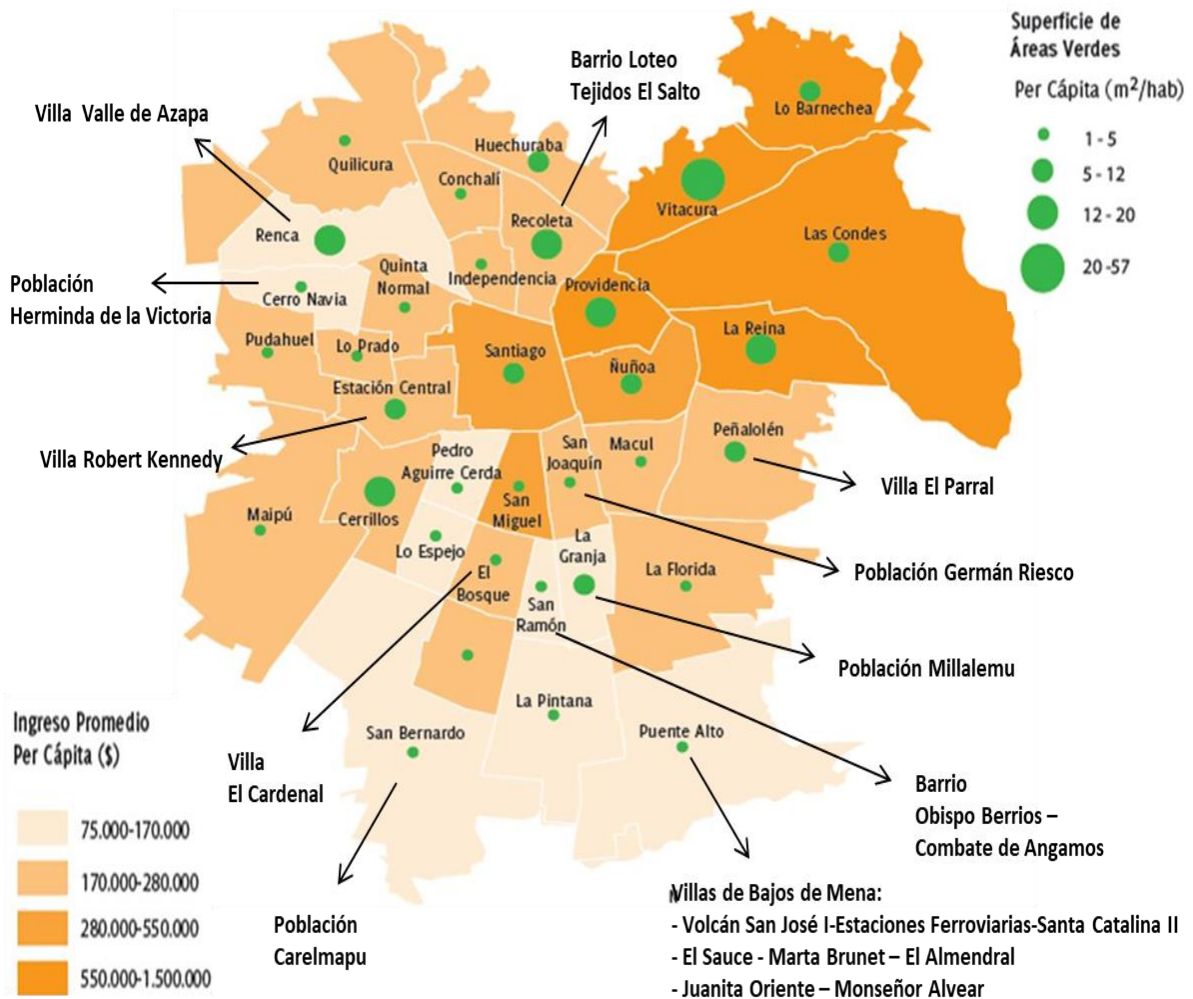 Superficie de
Áreas Verdes
Per Cápita (m²/hab)
1 - 5
5 - 12
12 - 20
20 -57
Barrio Loteo
Tejidos El Salto
Villa Valle de Azapa
Lo Barnechea
Quilicura
Huechuraba
Conchalí
Vitacura
Recoleta
Las Condes
Renca
Independencia
Quinta
Normal
Providencia
Población
Herminda de la Victoria
Cerro Navia
Pudahuel
Lo Prado
Santiago
La Reina
Ñuñoa
Estación Central
Villa Robert Kennedy
Pedro
Aguirre Cerda
San
Joaquín
Macul
Peñalolén
Villa El Parral
Maipú
Cerrillos
San
Miguel
Lo Espejo
La
Granja
El
Bosque
San
Ramón
La Florida
Población Germán Riesco
Población Millalemu
La Pintana
San Bernardo
Puente Alto
Villa
El Cardenal
Barrio
Obispo Berrios –
Combate de Angamos
Población
Carelmapu
Villas de Bajos de Mena:
- Volcán San José I-Estaciones Ferroviarias-Santa Catalina II
- El Sauce - Marta Brunet – El Almendral
- Juanita Oriente – Monseñor Alvear
Ingreso Promedio
Per Cápita ($)
75.000-170.000
170.000-280.000
280.000-550.000
550.000-1.500.000